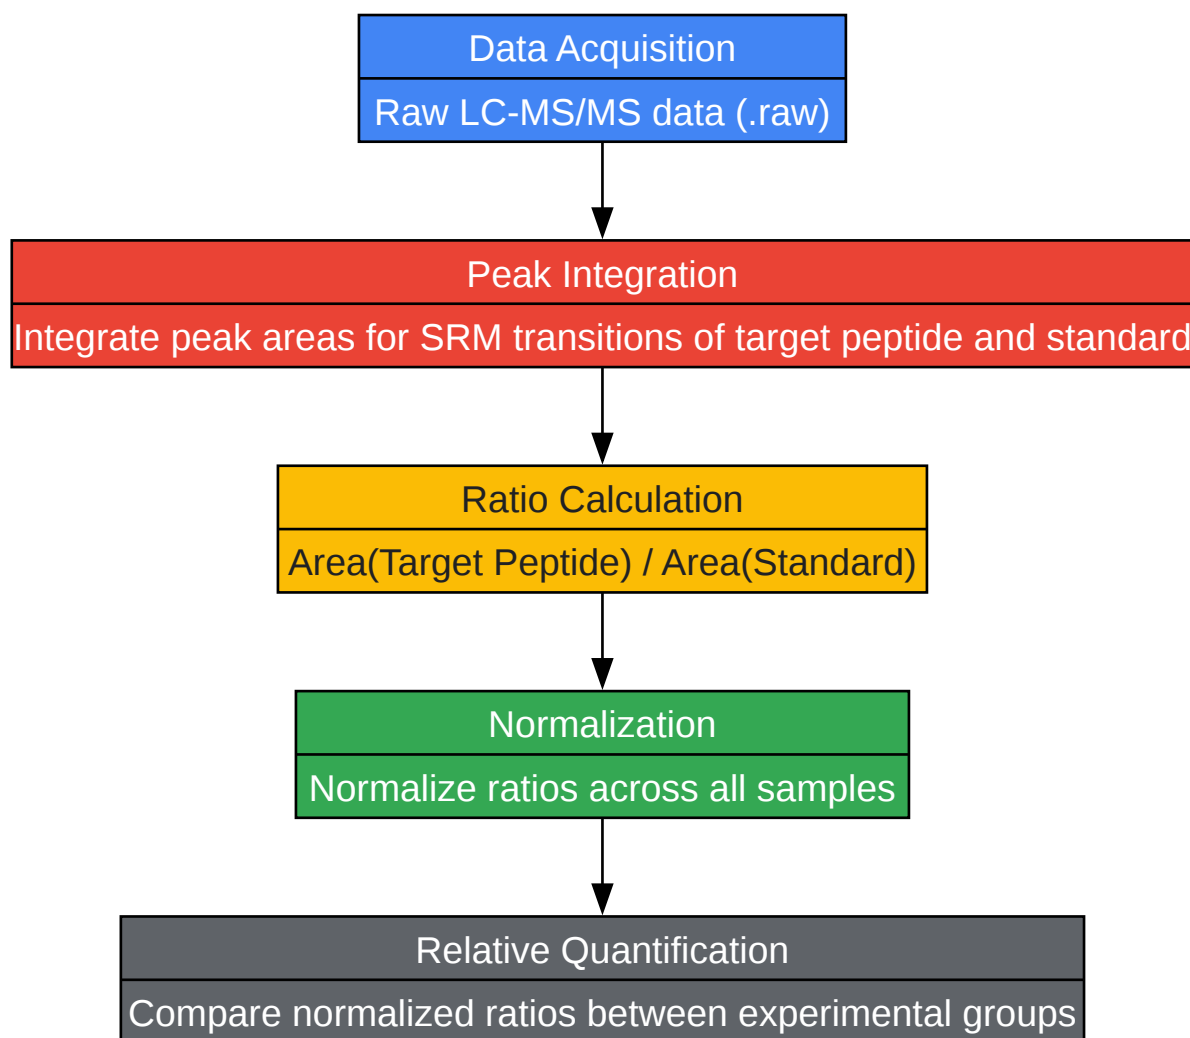 Data Acquisition
Raw LC-MS/MS data (.raw)
Peak Integration
Integrate peak areas for SRM transitions of target peptide and standard
Ratio Calculation
Area(Target Peptide) / Area(Standard)
Normalization
Normalize ratios across all samples
Relative Quantification
Compare normalized ratios between experimental groups